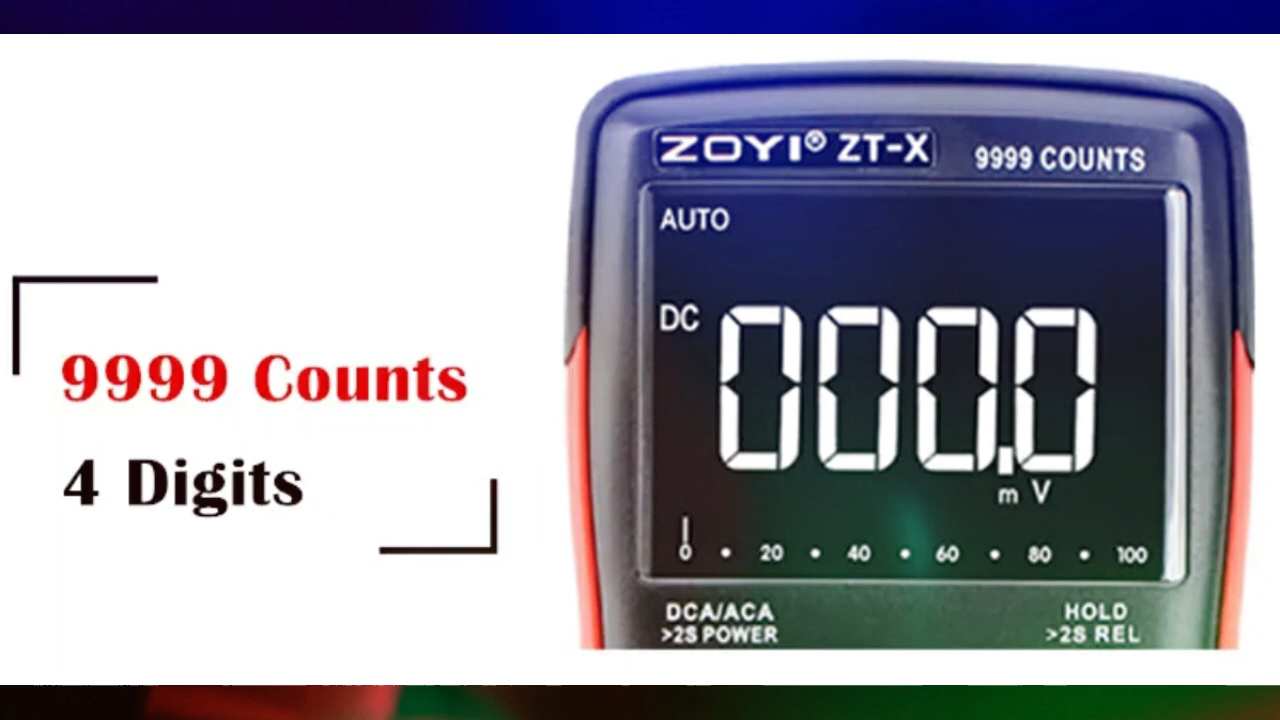 9999 Counts
4 Digits
ZOYI® ZT-X
9999 COUNTS
AUTO
DC
000.0
m V
0 • 20 • 40 • 60 • 80 • 100
DCA/ACA
>2S POWER
HOLD
>2S REL